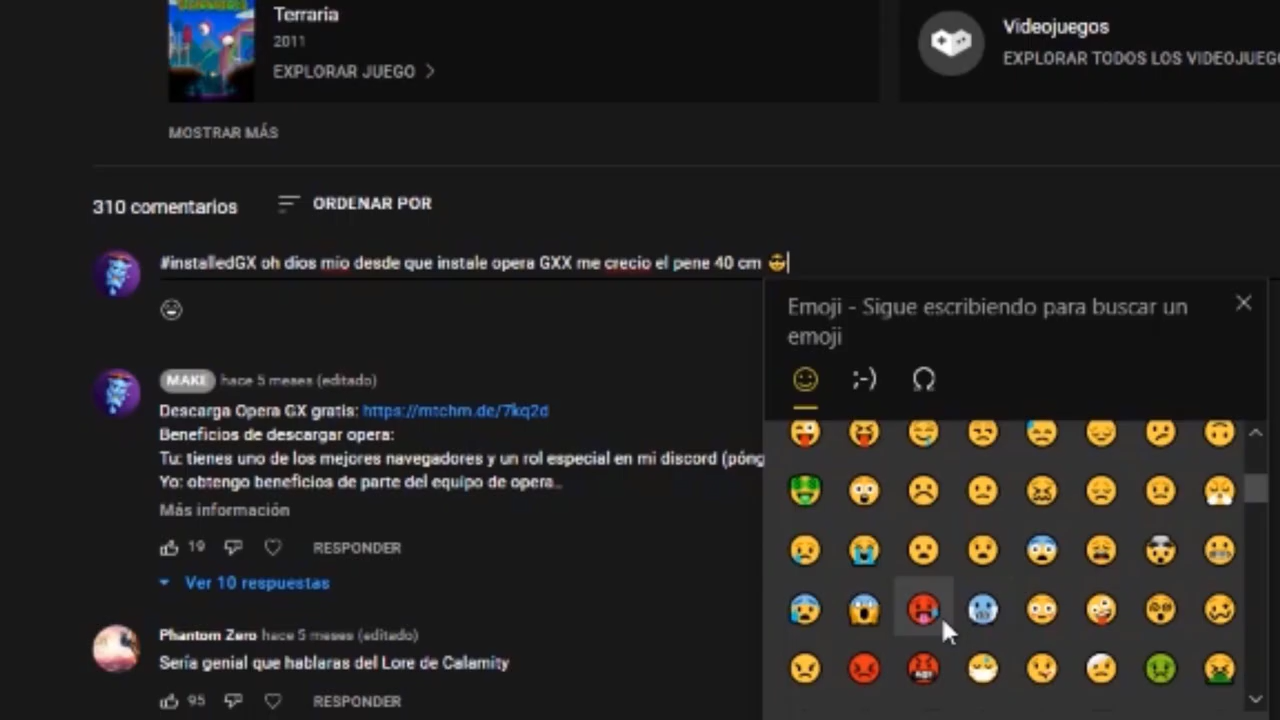 Terraria
2011
EXPLORAR JUEGO
Videojuegos
EXPLORAR TODOS LOS VIDEOJUEG
MOSTRAR MÁS
310 comentarios
ORDENAR POR
#installedGX oh dios mio desde que instale opera GXX me crecio el pene 40 cm 😎
Emoji - Sigue escribiendo para buscar un
emoji
;-)
Ω
MAKE hace 5 meses (editado)
Descarga Opera GX gratis: https://mtchm.de/7kq2d
Beneficios de descargar opera:
Tu: tienes uno de los mejores navegadores y un rol especial en mi discord (póng
Yo: obtengo beneficios de parte del equipo de opera_
Más información
19
RESPONDER
Ver 10 respuestas
Phantom Zero hace 5 meses (editado)
Sería genial que hablaras del Lore de Calamity
95
RESPONDER